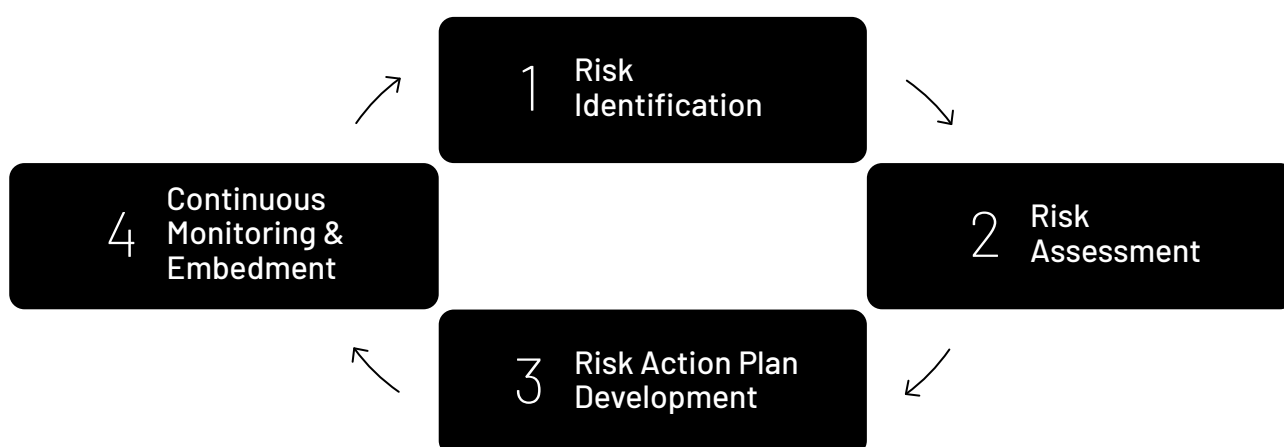 1
Risk
Identification
2
Risk
Assessment
3
Risk Action Plan
Development
4
Continuous
Monitoring &
Embedment